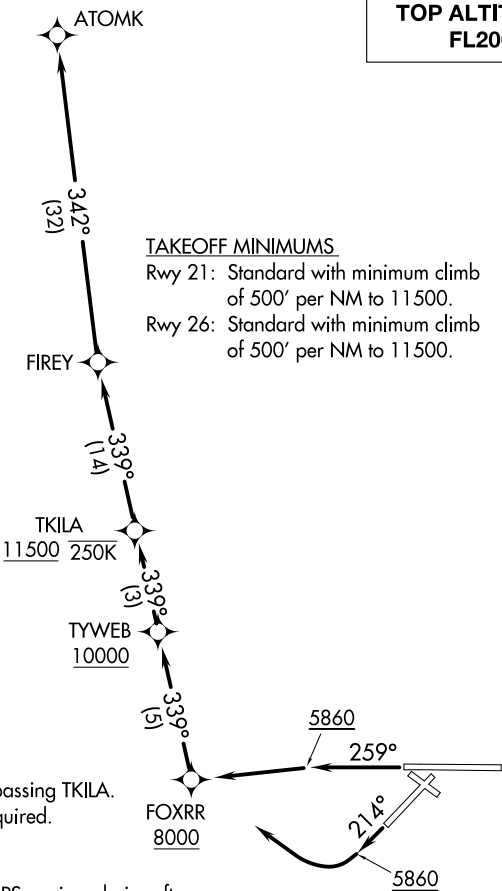 ATOMK
TOP ALTIT
FL20
342°
(32)
TAKEOFF MINIMUMS
Rwy 21: Standard with minimum climb
of 500' per NM to 11500.
Rwy 26: Standard with minimum climb
of 500' per NM to 11500.
FIREY
339°
(14)
TKILA
11500 250K
339°
(3)
TYWEB
10000
339°
(5)
5860
259°
passing TKILA.
quired.
FOXRR
8000
214°
5860